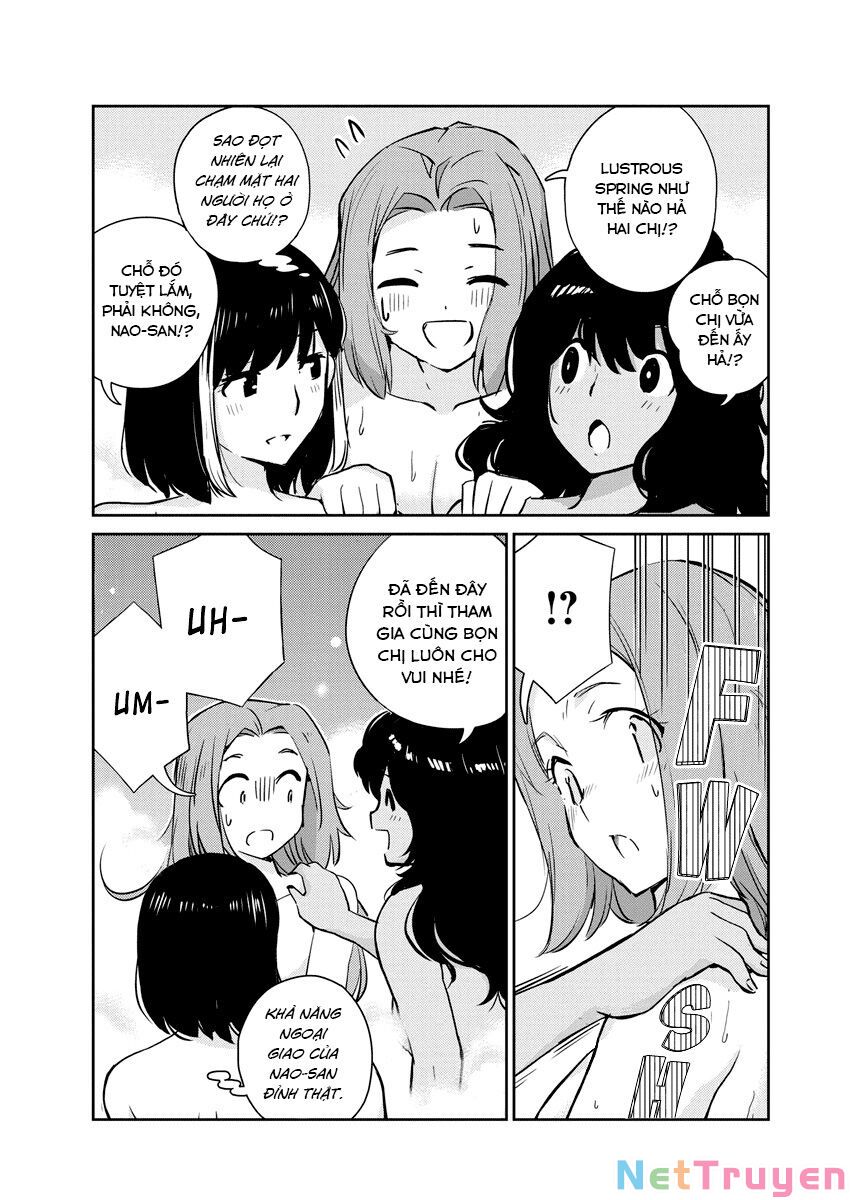 LUSTROUS
SPRING NHƯ
THẾ NÀO HẢ
HAI CHỊ!?
CHỖ BỌN
CHỊ VỪA
ĐẾN ẤY
HẢ!?
SAO ĐỘT
NHIÊN LẠI
CHẠM MẶT HAI
NGƯỜI HỌ Ở
ĐÂY CHỨ!?
CHỖ ĐÓ
TUYỆT LẮM,
PHẢI KHÔNG,
NAO-SAN!?
ĐÃ ĐẾN ĐÂY
RỒI THÌ THAM
GIA CÙNG BỌN
CHỊ LUÔN CHO
VUI NHÉ!
UH-
UM-
KHẢ NĂNG
NGOẠI
GIAO CỦA
NAO-SAN
ĐỈNH THẬT.
!?
FWSH
NetTruyen